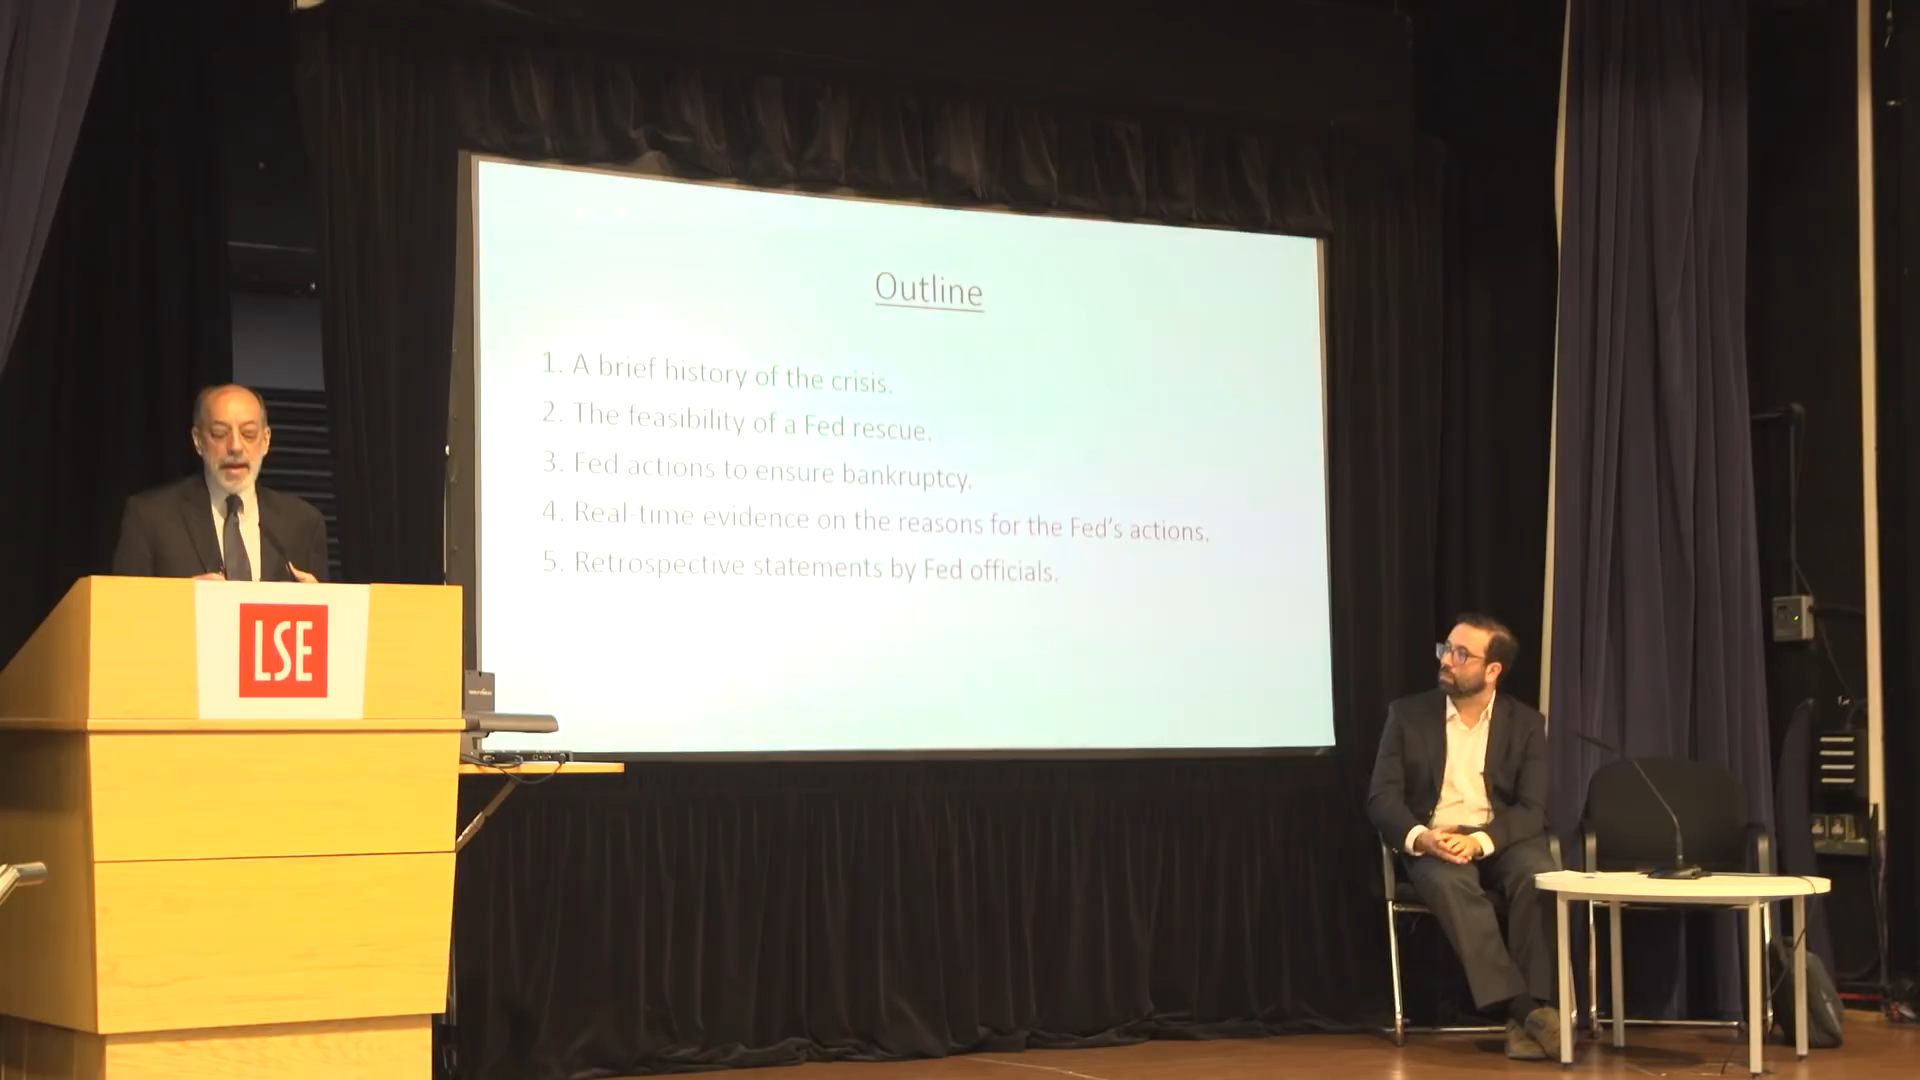 Outline
1. A brief history of the crisis.
2. The feasibility of a Fed rescue.
3. Fed actions to ensure bankruptcy.
4. Real-time evidence on the reasons for the Fed's actions.
5. Retrospective statements by Fed officials.
LSE